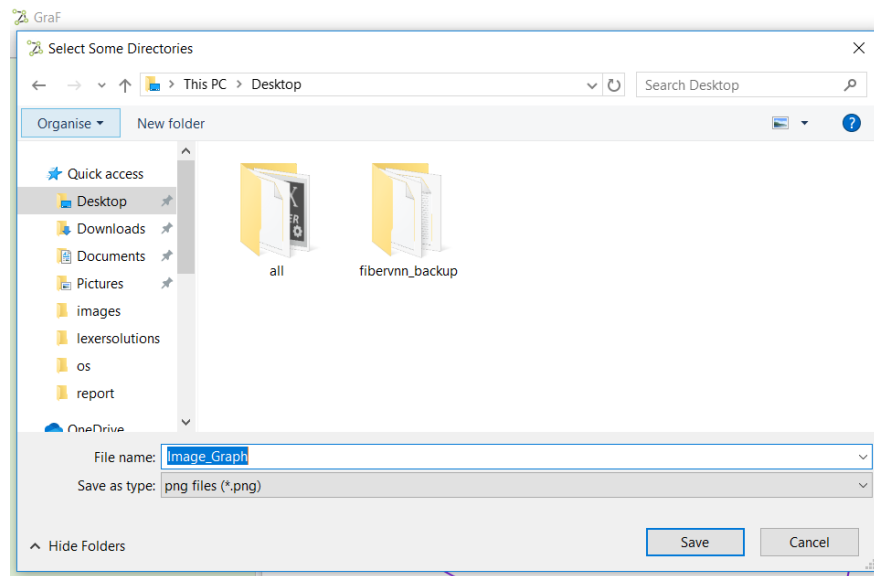 GraF
Select Some Directories
This PC > Desktop
Search Desktop
Organise
New folder
Quick access
Desktop
Downloads
Documents
Pictures
images
lexersolutions
os
report
OneDrive
all
fibervnn_backup
File name: Image_Graph
Save as type: png files (*.png)
Hide Folders
Save
Cancel